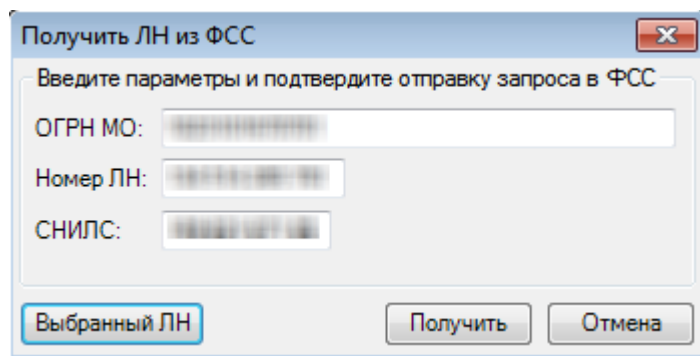 Получить ЛН из ФСС
Введите параметры и подтвердите отправку запроса в ФСС
ОГРН МО:
Номер ЛН:
СНИЛС:
Выбранный ЛН Получить Отмена